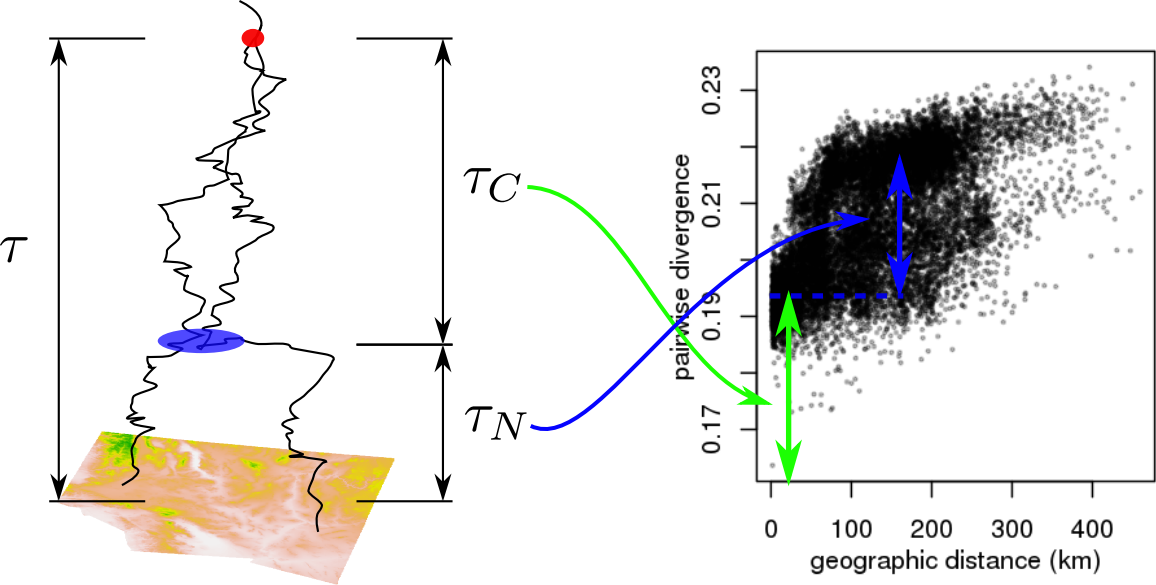 τ
τC
τN
pairwise divergence
0.23
0.21
0.19
0.17
0 100 200 300 400
geographic distance (km)